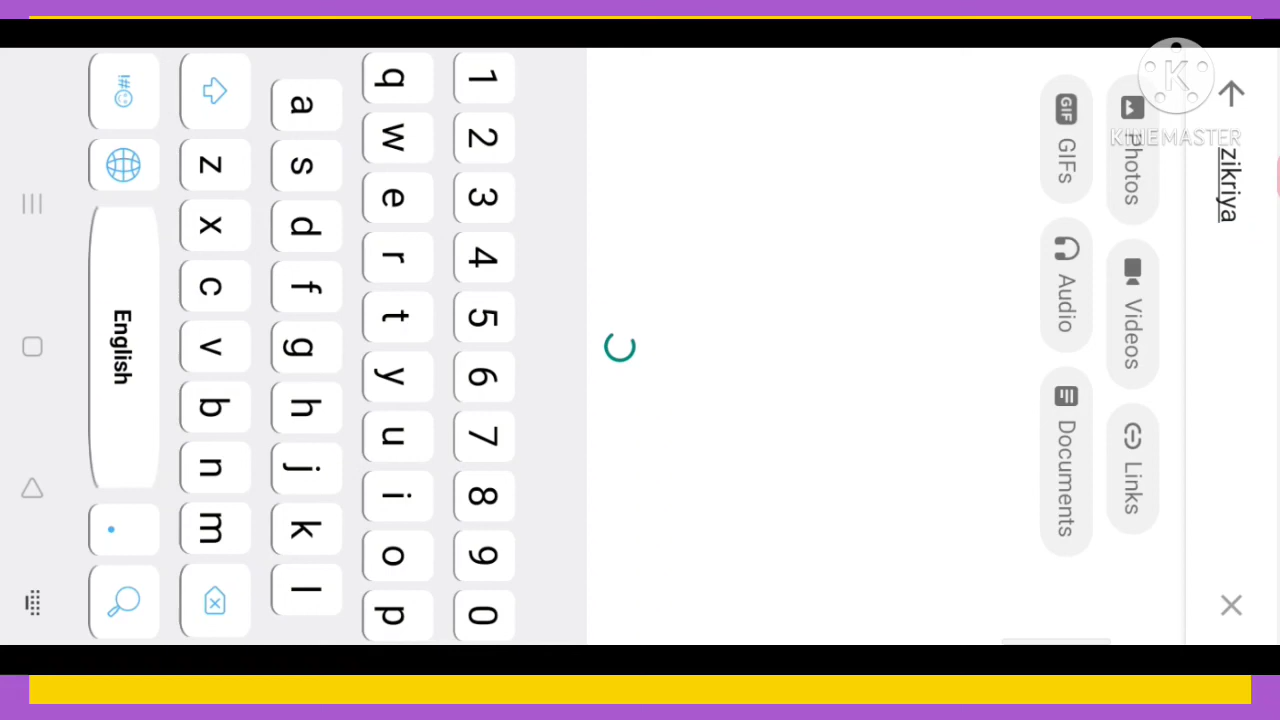 zikriya
Photos Videos Links
GIF GIFs Audio Documents
K
KINEMASTER
1 2 3 4 5 6 7 8 9 0
q w e r t y u i o p
a s d f g h j k l
z x c v b n m
!#☺ English .